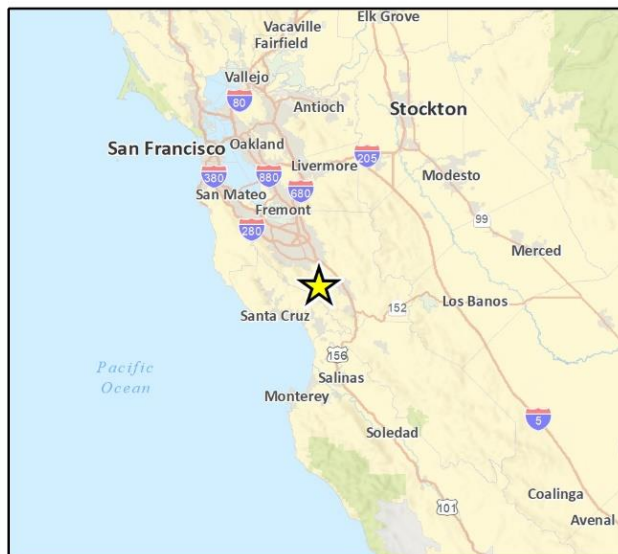 Elk Grove
Vacaville
Fairfield
Vallejo
80
Antioch
Stockton
San Francisco
Oakland
Livermore
205
380
880
680
Modesto
San Mateo
Fremont
280
99
Merced
Los Banos
152
Santa Cruz
156
Pacific
Ocean
Salinas
Monterey
Soledad
5
Coalinga
101
Avenal